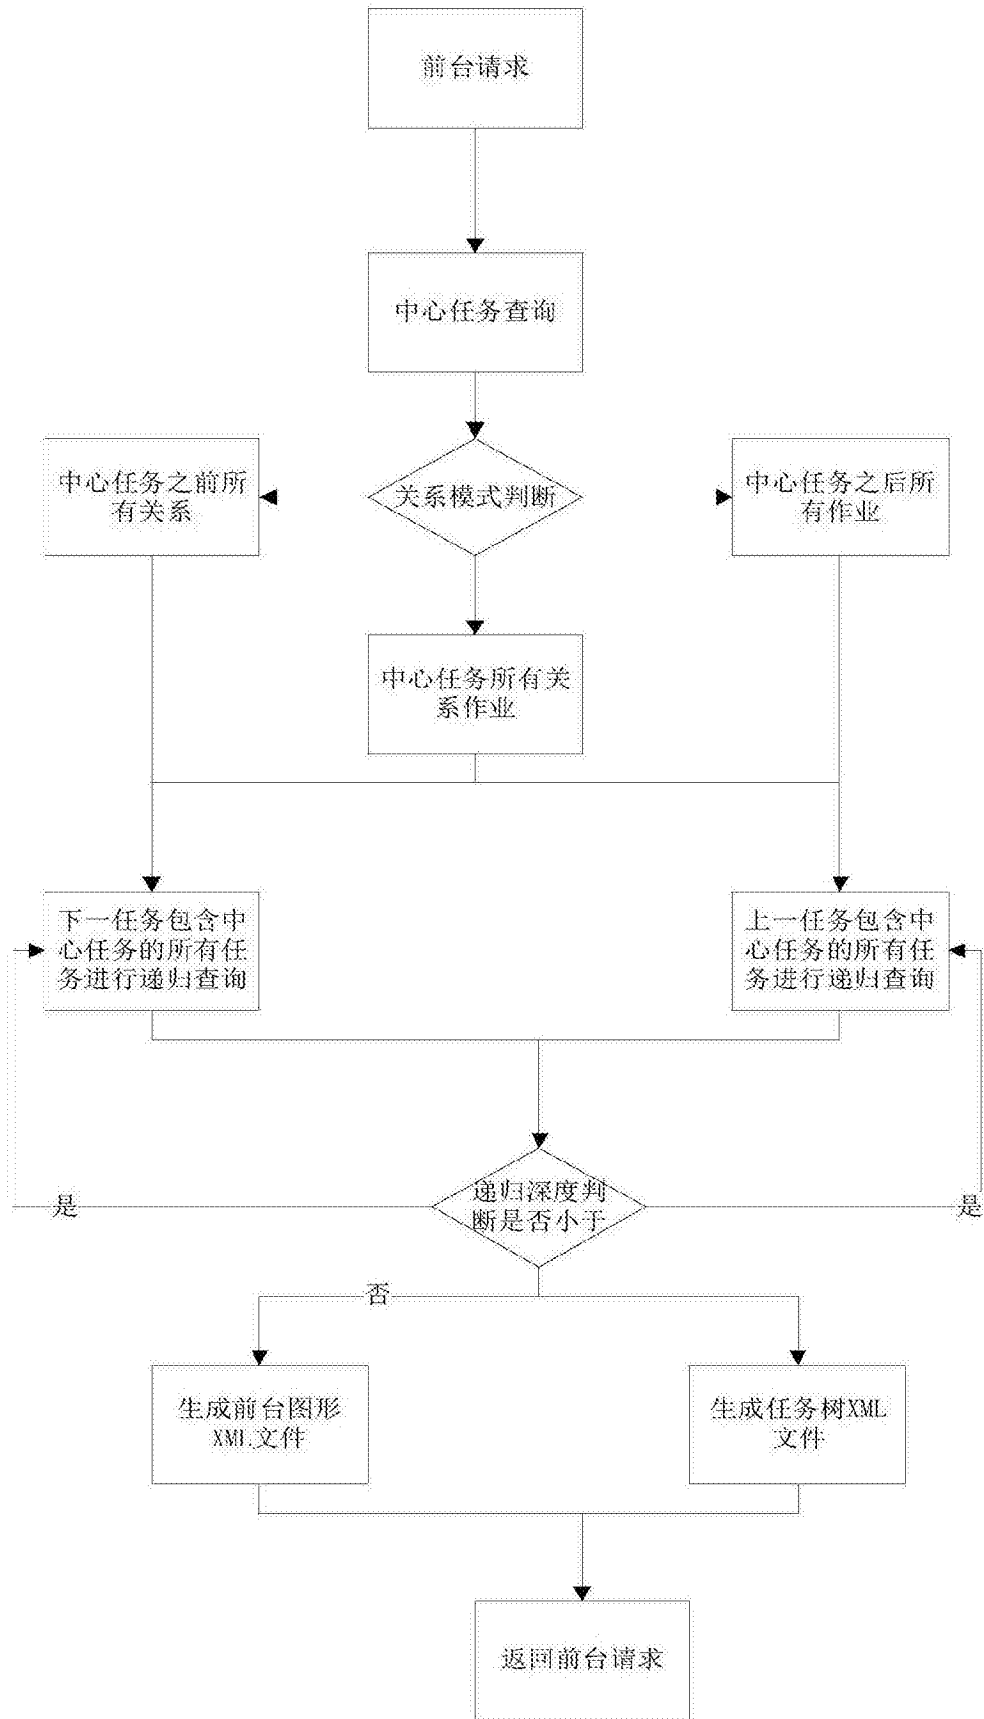 前台请求
中心任务查询
中心任务之前所
有关系
关系模式判断
中心任务之后所
有作业
中心任务所有关
系作业
下一任务包含中
心任务的所有任
务进行递归查询
上一任务包含中
心任务的所有任
务进行递归查询
递归深度判
断是否小于
是
是
否
生成前台图形
XML文件
生成任务树XML
文件
返回前台请求